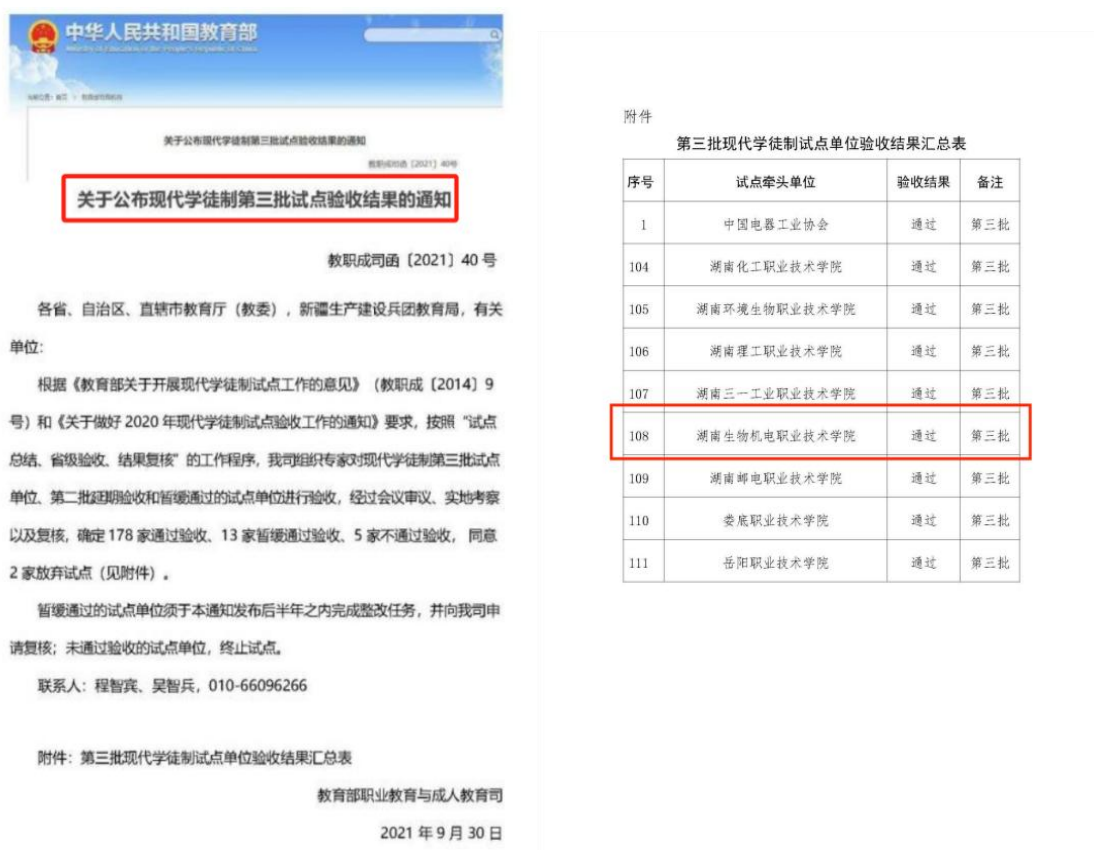 中华人民共和国教育部
Ministry of Education of the People's Republic of China
关于公布现代学徒制第三批试点验收结果的通知
教职成司函〔2021〕40号
关于公布现代学徒制第三批试点验收结果的通知
教职成司函〔2021〕40 号
各省、自治区、直辖市教育厅（教委），新疆生产建设兵团教育局，有关
单位：
根据《教育部关于开展现代学徒制试点工作的意见》（教职成〔2014〕9
号）和《关于做好 2020 年现代学徒制试点验收工作的通知》要求，按照“试点
总结、省级验收、结果复核”的工作程序，我司组织专家对现代学徒制第三批试点
单位、第二批延期验收和暂缓通过的试点单位进行验收，经过会议审议、实地考察
以及复核，确定 178 家通过验收、13 家暂缓通过验收、5 家不通过验收， 同意
2 家放弃试点（见附件）。
暂缓通过的试点单位须于本通知发布后半年之内完成整改任务，并向我司申
请复核；未通过验收的试点单位，终止试点。
联系人：程智宾、吴智兵，010-66096266
附件：第三批现代学徒制试点单位验收结果汇总表
教育部职业教育与成人教育司
2021 年 9 月 30 日
附件
第三批现代学徒制试点单位验收结果汇总表
序号 试点牵头单位 验收结果 备注
1 中国电器工业协会 通过 第三批
104 湖南化工职业技术学院 通过 第三批
105 湖南环境生物职业技术学院 通过 第三批
106 湖南理工职业技术学院 通过 第三批
107 湖南三一工业职业技术学院 通过 第三批
108 湖南生物机电职业技术学院 通过 第三批
109 湖南邮电职业技术学院 通过 第三批
110 娄底职业技术学院 通过 第三批
111 岳阳职业技术学院 通过 第三批